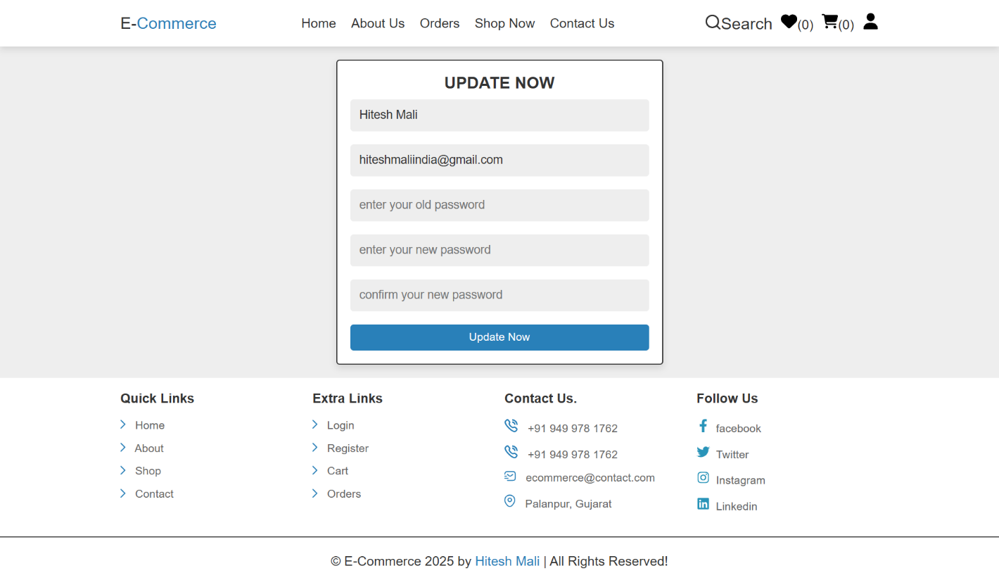 E-Commerce Home About Us Orders Shop Now Contact Us Search (0) (0)
UPDATE NOW
Hitesh Mali
hiteshmaliindia@gmail.com
enter your old password
enter your new password
confirm your new password
Update Now
Quick Links
Home
About
Shop
Contact
Extra Links
Login
Register
Cart
Orders
Contact Us.
+91 949 978 1762
+91 949 978 1762
ecommerce@contact.com
Palanpur, Gujarat
Follow Us
facebook
Twitter
Instagram
Linkedin
© E-Commerce 2025 by Hitesh Mali | All Rights Reserved!